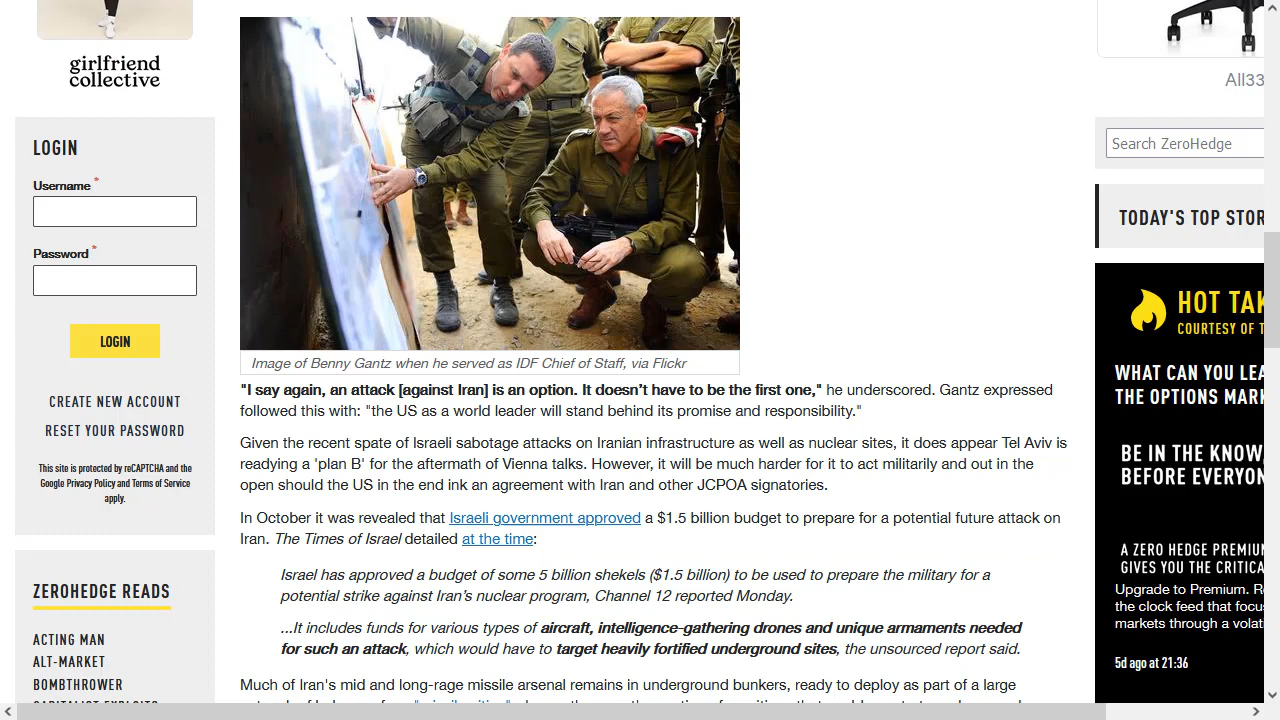 girlfriend
collective
LOGIN
Username *
Password *
LOGIN
CREATE NEW ACCOUNT
RESET YOUR PASSWORD
This site is protected by reCAPTCHA and the
Google Privacy Policy and Terms of Service
apply.
ZEROHEDGE READS
ACTING MAN
ALT-MARKET
BOMBTHROWER
Image of Benny Gantz when he served as IDF Chief of Staff, via Flickr
"I say again, an attack [against Iran] is an option. It doesn’t have to be the first one," he underscored. Gantz expressed
followed this with: "the US as a world leader will stand behind its promise and responsibility."
Given the recent spate of Israeli sabotage attacks on Iranian infrastructure as well as nuclear sites, it does appear Tel Aviv is
readying a 'plan B' for the aftermath of Vienna talks. However, it will be much harder for it to act militarily and out in the
open should the US in the end ink an agreement with Iran and other JCPOA signatories.
In October it was revealed that Israeli government approved a $1.5 billion budget to prepare for a potential future attack on
Iran. The Times of Israel detailed at the time:
Israel has approved a budget of some 5 billion shekels ($1.5 billion) to be used to prepare the military for a
potential strike against Iran’s nuclear program, Channel 12 reported Monday.
...It includes funds for various types of aircraft, intelligence-gathering drones and unique armaments needed
for such an attack, which would have to target heavily fortified underground sites, the unsourced report said.
Much of Iran's mid and long-rage missile arsenal remains in underground bunkers, ready to deploy as part of a large
All33
Search ZeroHedge
TODAY'S TOP STOR
HOT TAK
COURTESY OF T
WHAT CAN YOU LEA
THE OPTIONS MARK
BE IN THE KNOW,
BEFORE EVERYON
A ZERO HEDGE PREMIUM
GIVES YOU THE CRITICA
Upgrade to Premium. R
the clock feed that focu
markets through a volat
5d ago at 21:36